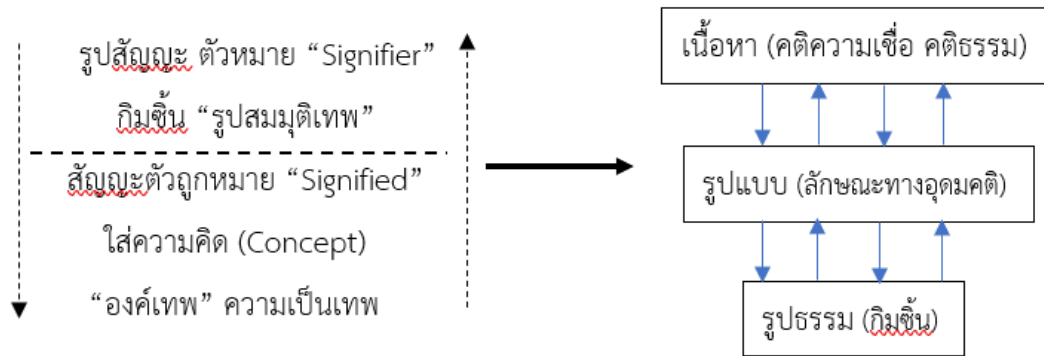 รูปสัญญะ ตัวหมาย “Signifier”
กิมซิ้น “รูปสมมุติเทพ”
สัญญะตัวถูกหมาย “Signified”
ใส่ความคิด (Concept)
“องค์เทพ” ความเป็นเทพ
เนื้อหา (คติความเชื่อ คติธรรม)
รูปแบบ (ลักษณะทางอุดมคติ)
รูปธรรม (กิมซิ้น)